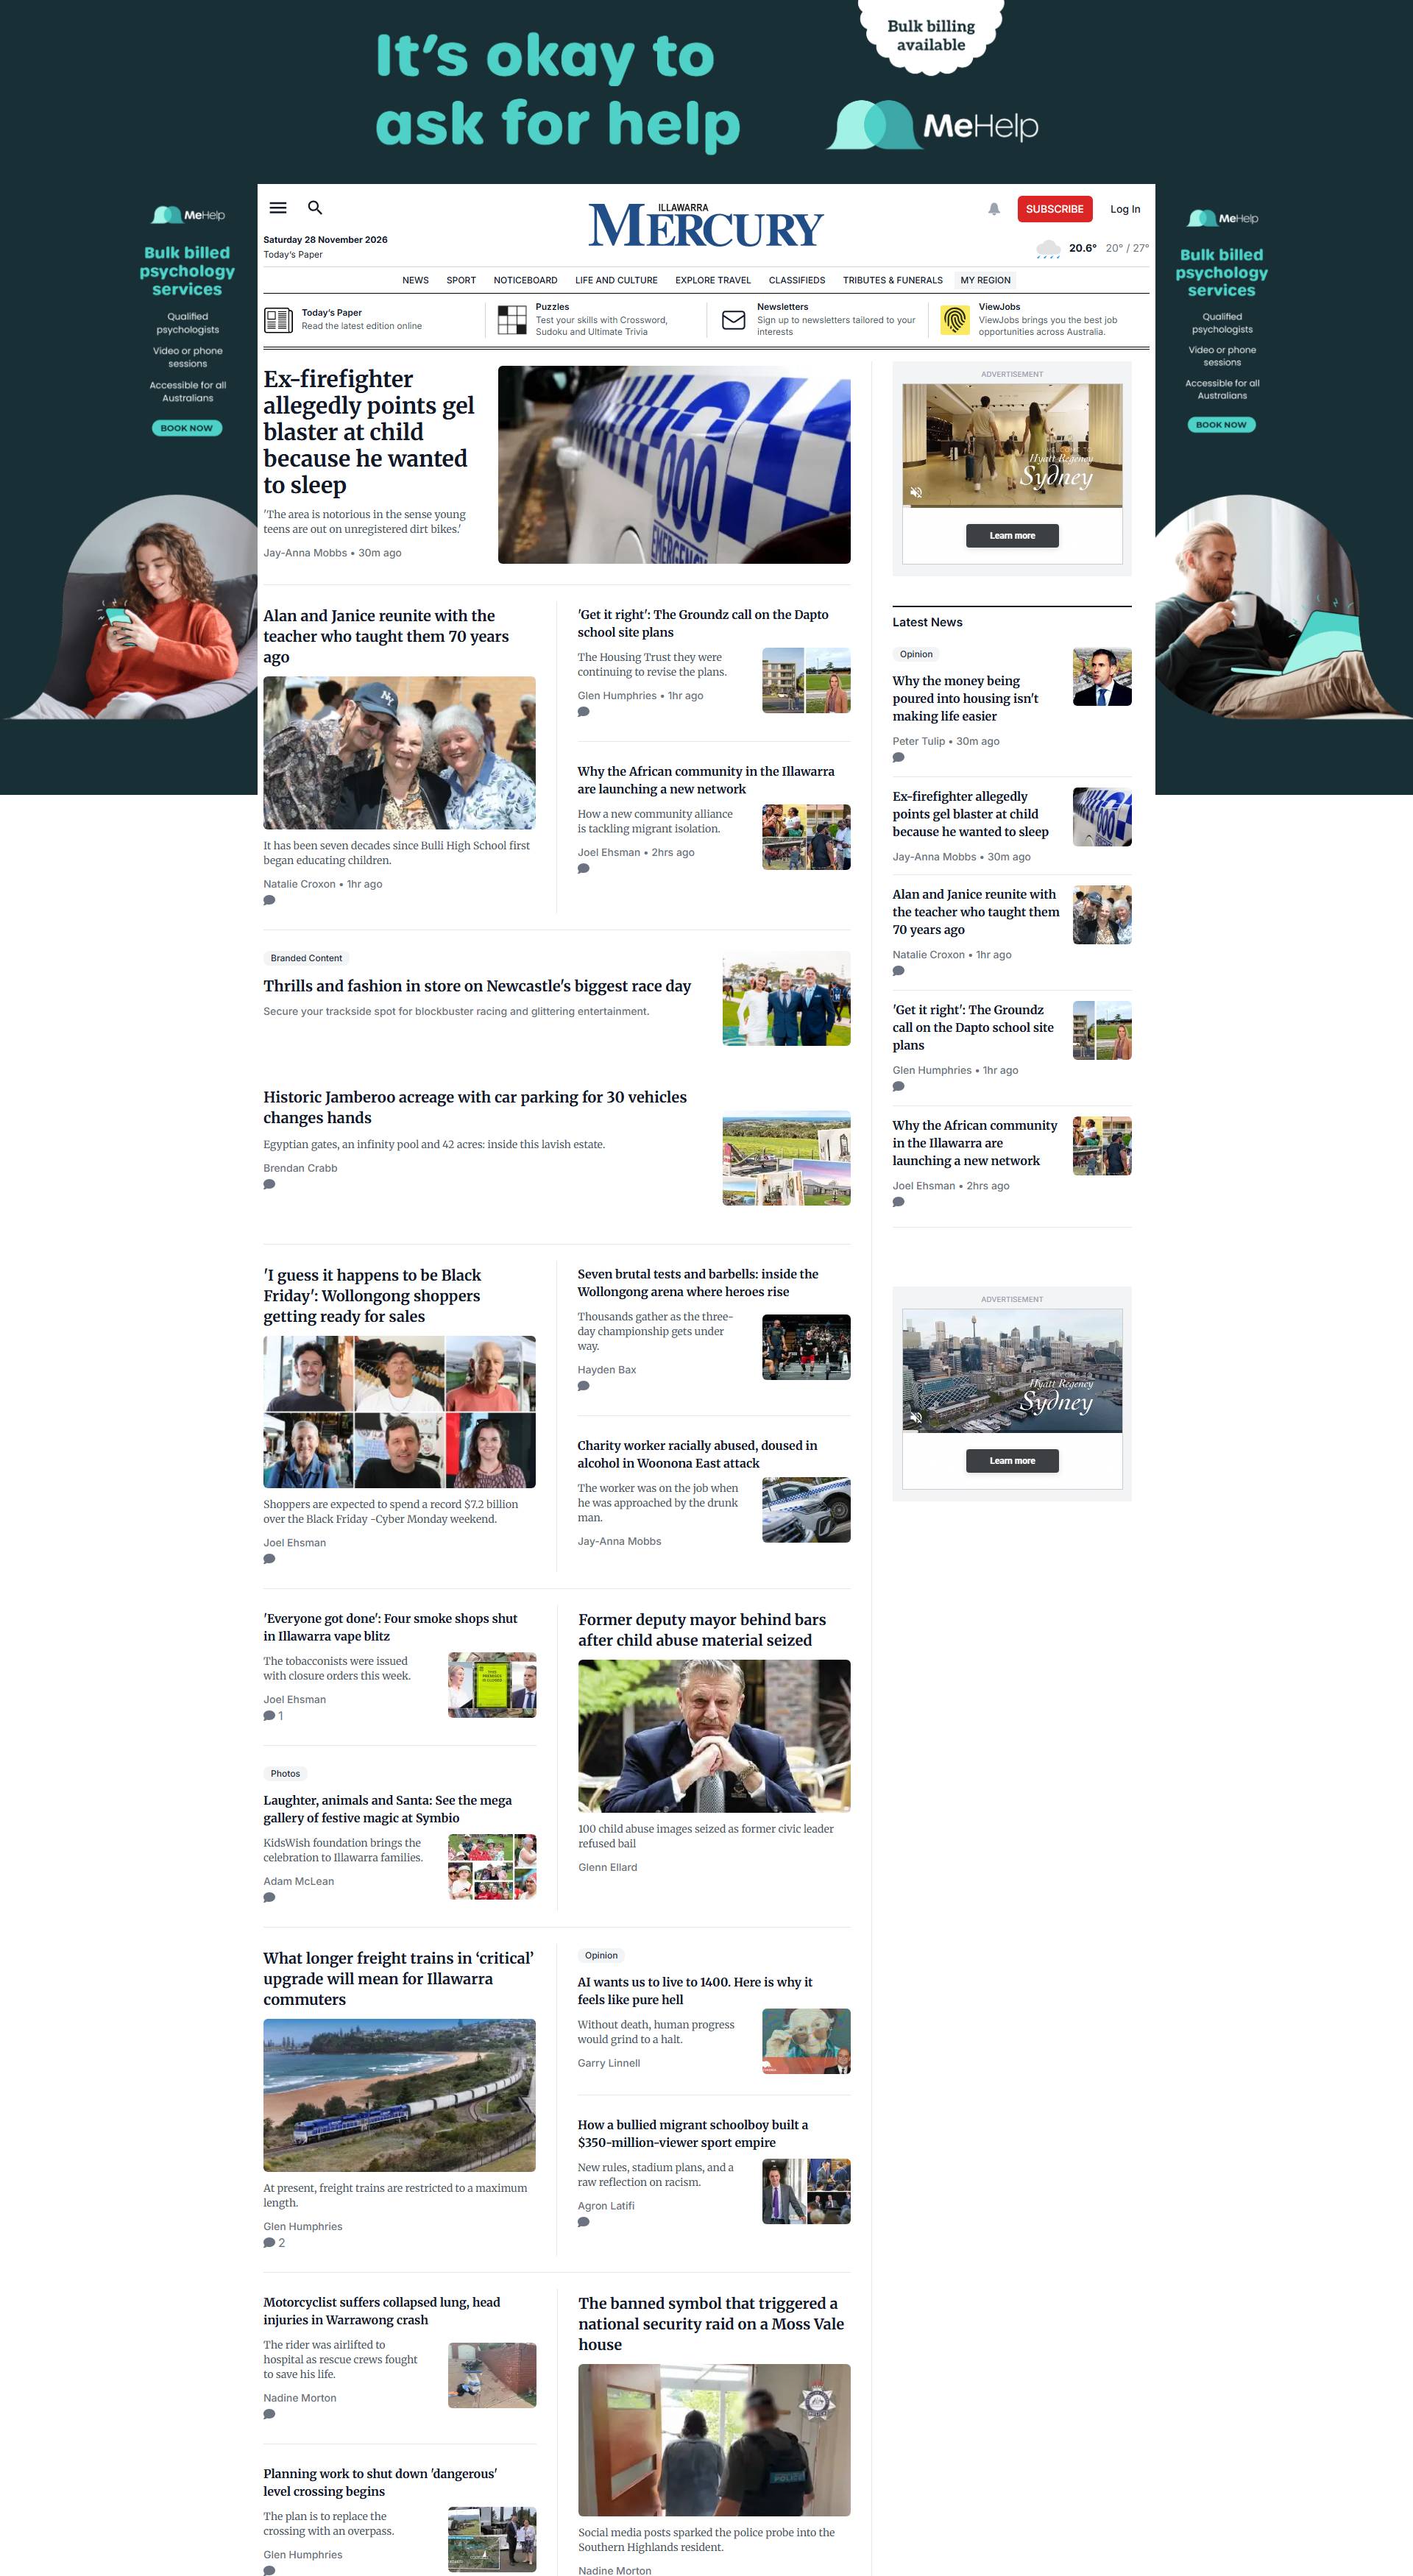 It's okay to
ask for help
Bulk billing
available
MeHelp
MeHelp
Bulk billed
psychology
services
Qualified
psychologists
Video or phone
sessions
Accessible for all
Australians
BOOK NOW
ILLAWARRA
MERCURY
SUBSCRIBE
Log In
Saturday 28 November 2026
Today's Paper
20.6° 20° / 27°
NEWS SPORT NOTICEBOARD LIFE AND CULTURE EXPLORE TRAVEL CLASSIFIEDS TRIBUTES & FUNERALS MY REGION
Today's Paper
Read the latest edition online
Puzzles
Test your skills with Crossword,
Sudoku and Ultimate Trivia
Newsletters
Sign up to newsletters tailored to your
interests
ViewJobs
ViewJobs brings you the best job
opportunities across Australia.
MeHelp
Bulk billed
psychology
services
Qualified
psychologists
Video or phone
sessions
Accessible for all
Australians
BOOK NOW
Ex-firefighter
allegedly points gel
blaster at child
because he wanted
to sleep
'The area is notorious in the sense young
teens are out on unregistered dirt bikes.'
Jay-Anna Mobbs • 30m ago
000
EMERGENCY
Alan and Janice reunite with the
teacher who taught them 70 years
ago
NY
It has been seven decades since Bulli High School first
began educating children.
Natalie Croxon • 1hr ago
'Get it right': The Groundz call on the Dapto
school site plans
The Housing Trust they were
continuing to revise the plans.
Glen Humphries • 1hr ago
Why the African community in the Illawarra
are launching a new network
How a new community alliance
is tackling migrant isolation.
Joel Ehsman • 2hrs ago
Branded Content
Thrills and fashion in store on Newcastle's biggest race day
Secure your trackside spot for blockbuster racing and glittering entertainment.
Historic Jamberoo acreage with car parking for 30 vehicles
changes hands
Egyptian gates, an infinity pool and 42 acres: inside this lavish estate.
Brendan Crabb
'I guess it happens to be Black
Friday': Wollongong shoppers
getting ready for sales
Shoppers are expected to spend a record $7.2 billion
over the Black Friday -Cyber Monday weekend.
Joel Ehsman
Seven brutal tests and barbells: inside the
Wollongong arena where heroes rise
Thousands gather as the three-
day championship gets under
way.
Hayden Bax
Charity worker racially abused, doused in
alcohol in Woonona East attack
The worker was on the job when
he was approached by the drunk
man.
Jay-Anna Mobbs
'Everyone got done': Four smoke shops shut
in Illawarra vape blitz
The tobacconists were issued
with closure orders this week.
Joel Ehsman
1
Photos
Laughter, animals and Santa: See the mega
gallery of festive magic at Symbio
KidsWish foundation brings the
celebration to Illawarra families.
Adam McLean
Former deputy mayor behind bars
after child abuse material seized
100 child abuse images seized as former civic leader
refused bail
Glenn Ellard
What longer freight trains in ‘critical’
upgrade will mean for Illawarra
commuters
At present, freight trains are restricted to a maximum
length.
Glen Humphries
2
Opinion
AI wants us to live to 1400. Here is why it
feels like pure hell
Without death, human progress
would grind to a halt.
Garry Linnell
How a bullied migrant schoolboy built a
$350-million-viewer sport empire
New rules, stadium plans, and a
raw reflection on racism.
Agron Latifi
Motorcyclist suffers collapsed lung, head
injuries in Warrawong crash
The rider was airlifted to
hospital as rescue crews fought
to save his life.
Nadine Morton
Planning work to shut down 'dangerous'
level crossing begins
The plan is to replace the
crossing with an overpass.
Glen Humphries
The banned symbol that triggered a
national security raid on a Moss Vale
house
POLICE
Social media posts sparked the police probe into the
Southern Highlands resident.
Nadine Morton
ADVERTISEMENT
Hyatt Regency
Sydney
Learn more
Latest News
Opinion
Why the money being
poured into housing isn't
making life easier
Peter Tulip • 30m ago
Ex-firefighter allegedly
points gel blaster at child
because he wanted to sleep
Jay-Anna Mobbs • 30m ago
Alan and Janice reunite with
the teacher who taught them
70 years ago
Natalie Croxon • 1hr ago
'Get it right': The Groundz
call on the Dapto school site
plans
Glen Humphries • 1hr ago
Why the African community
in the Illawarra are
launching a new network
Joel Ehsman • 2hrs ago
ADVERTISEMENT
Hyatt Regency
Sydney
Learn more